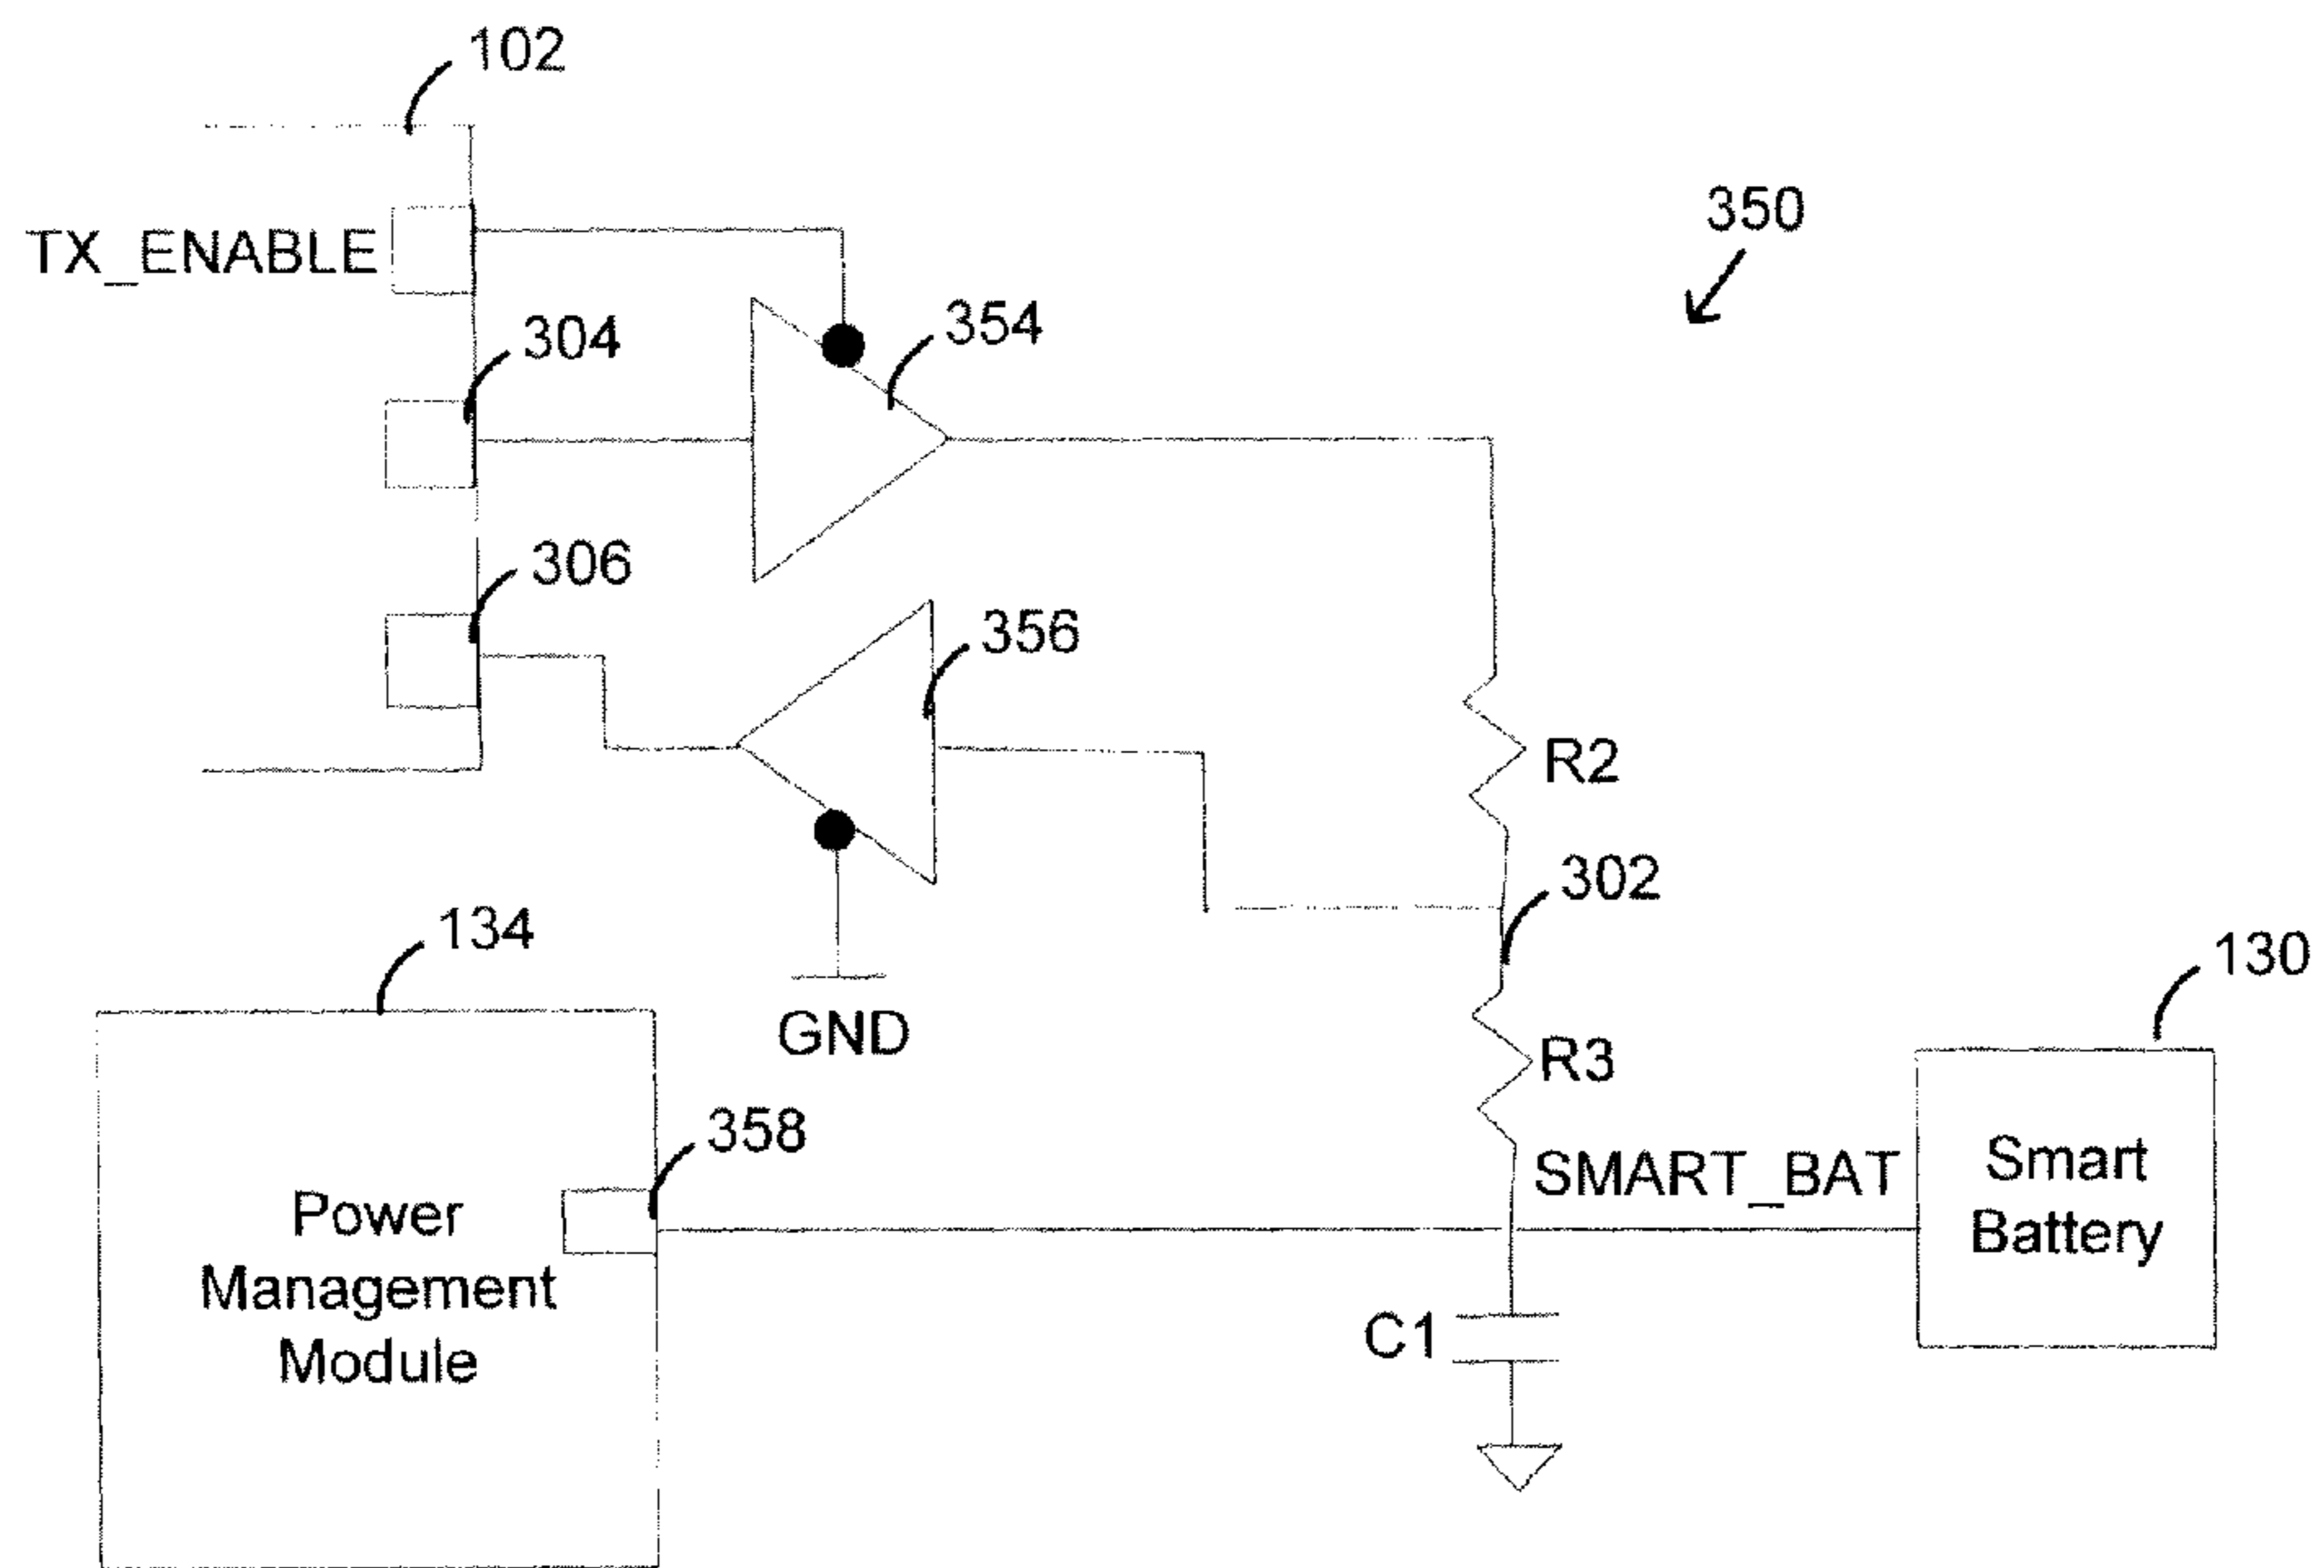 102
350
TX_ENABLE
304
354
306
356
R2
302
134
130
GND
R3
358
SMART_BAT
Smart
Battery
Power
Management
Module
C1